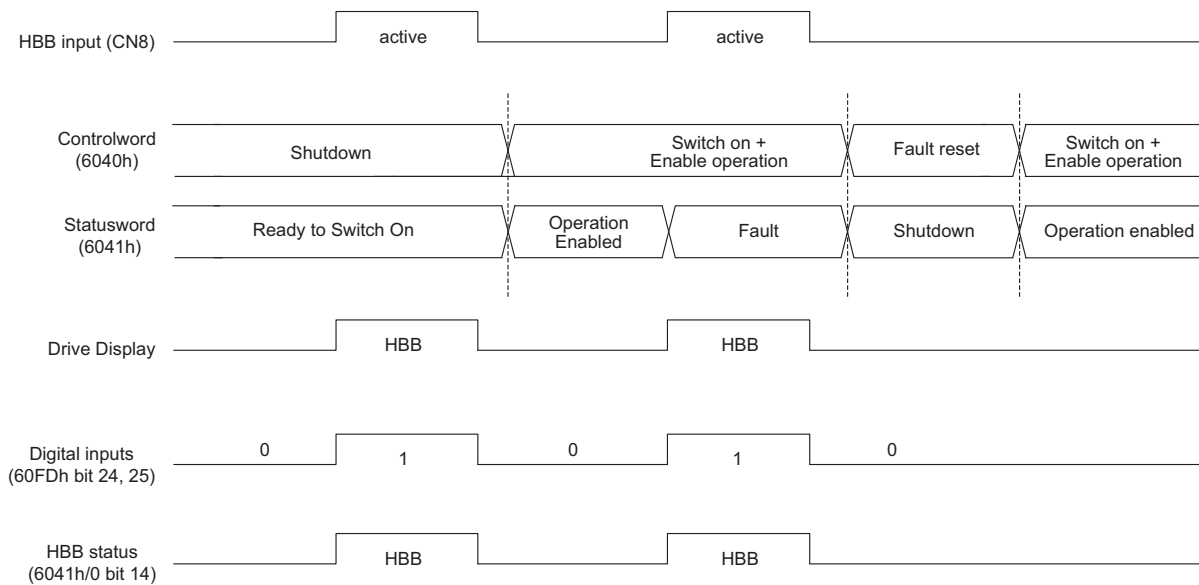 HBB input (CN8)
active
active
Controlword
(6040h)
Shutdown
Switch on +
Enable operation
Fault reset
Switch on +
Enable operation
Statusword
(6041h)
Ready to Switch On
Operation
Enabled
Fault
Shutdown
Operation enabled
Drive Display
HBB
HBB
Digital inputs
(60FDh bit 24, 25)
0
1
0
1
0
HBB status
(6041h/0 bit 14)
HBB
HBB